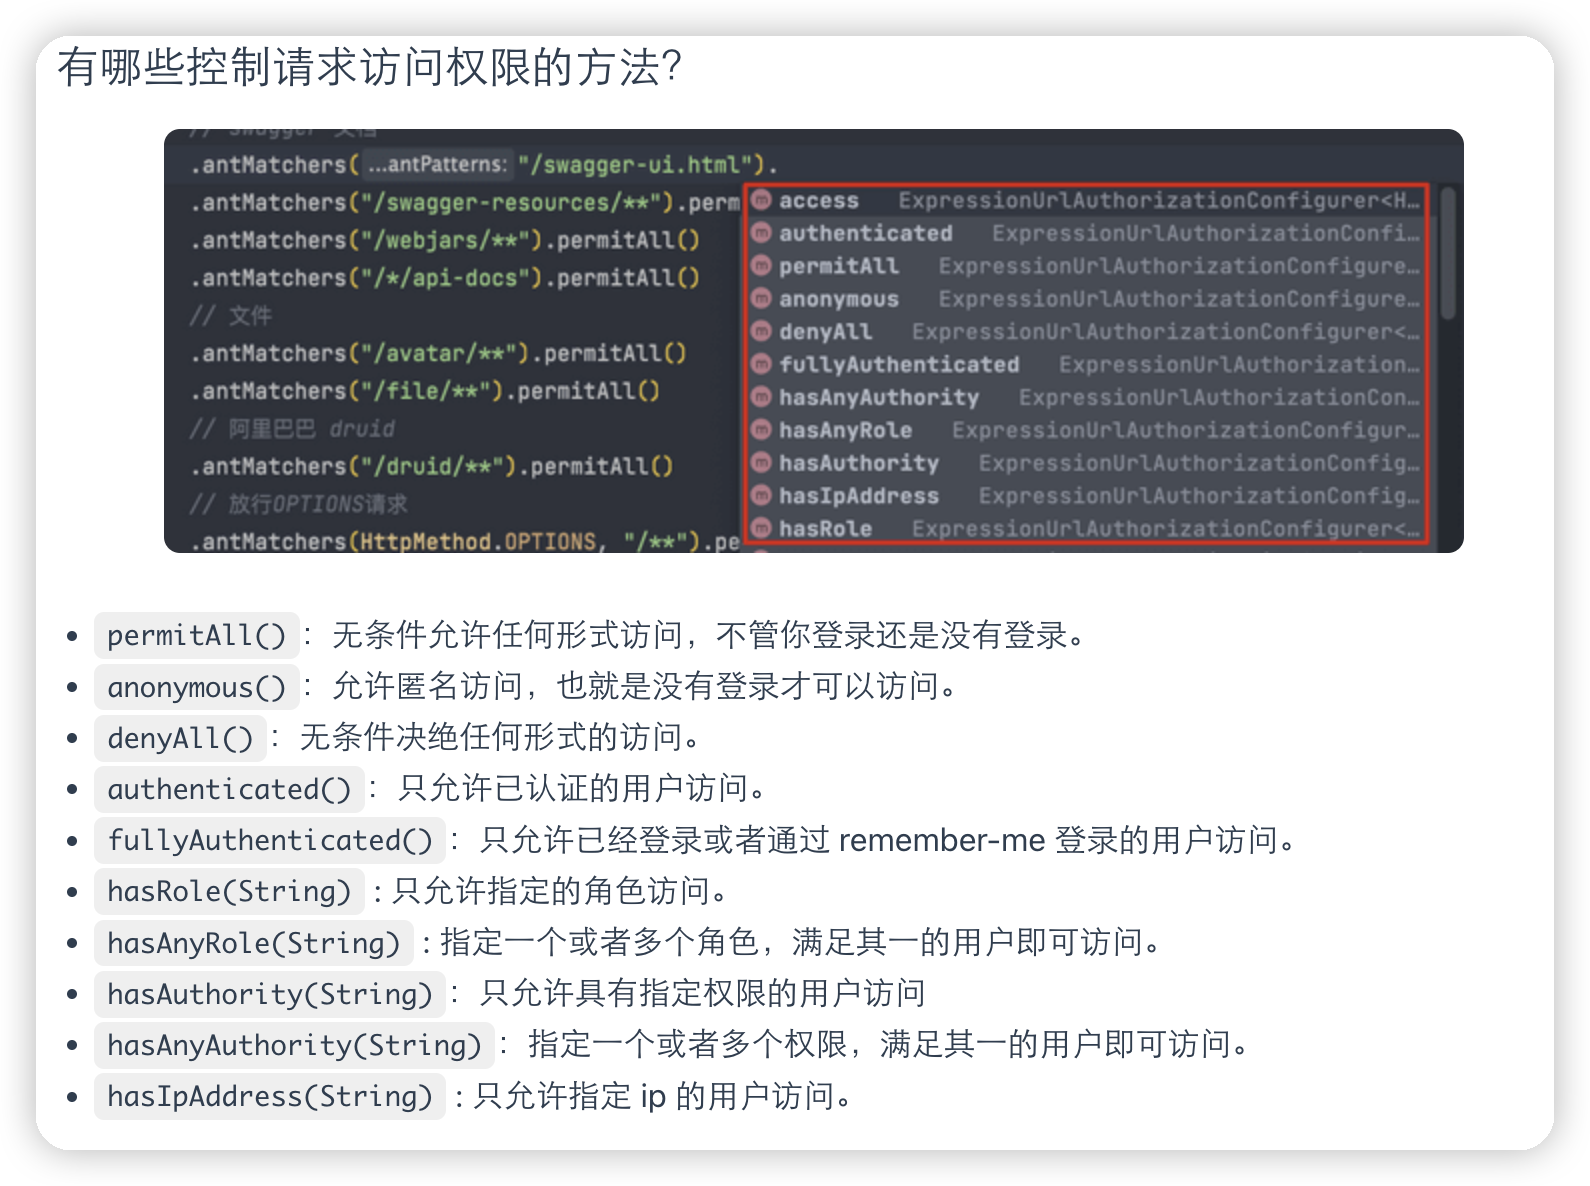 有哪些控制请求访问权限的方法?
// Swagger 文档
.antMatchers( ...antPatterns: "/swagger-ui.html").
.antMatchers("/swagger-resources/**").perm
.antMatchers("/webjars/**").permitAll()
.antMatchers("/*/api-docs").permitAll()
// 文件
.antMatchers("/avatar/**").permitAll()
.antMatchers("/file/**").permitAll()
// 阿里巴巴 druid
.antMatchers("/druid/**").permitAll()
// 放行OPTIONS请求
.antMatchers(HttpMethod.OPTIONS, "/**").pe
m access ExpressionUrlAuthorizationConfigurer<H…
m authenticated ExpressionUrlAuthorizationConfi…
m permitAll ExpressionUrlAuthorizationConfigure…
m anonymous ExpressionUrlAuthorizationConfigure…
m denyAll ExpressionUrlAuthorizationConfigurer<…
m fullyAuthenticated ExpressionUrlAuthorization…
m hasAnyAuthority ExpressionUrlAuthorizationCon…
m hasAnyRole ExpressionUrlAuthorizationConfigur…
m hasAuthority ExpressionUrlAuthorizationConfig…
m hasIpAddress ExpressionUrlAuthorizationConfig…
m hasRole ExpressionUrlAuthorizationConfigurer<…
• permitAll() ：无条件允许任何形式访问，不管你登录还是没有登录。
• anonymous() ：允许匿名访问，也就是没有登录才可以访问。
• denyAll() ：无条件决绝任何形式的访问。
• authenticated() ：只允许已认证的用户访问。
• fullyAuthenticated() ：只允许已经登录或者通过 remember-me 登录的用户访问。
• hasRole(String) : 只允许指定的角色访问。
• hasAnyRole(String) : 指定一个或者多个角色，满足其一的用户即可访问。
• hasAuthority(String) ：只允许具有指定权限的用户访问
• hasAnyAuthority(String) ：指定一个或者多个权限，满足其一的用户即可访问。
• hasIpAddress(String) : 只允许指定 ip 的用户访问。